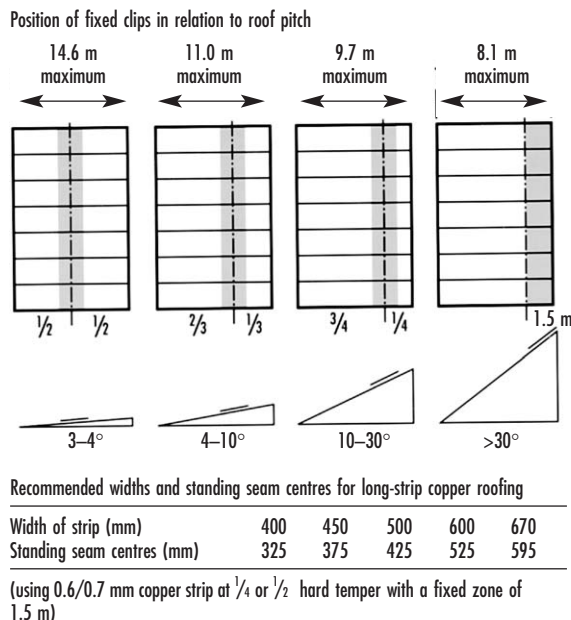 Position of fixed clips in relation to roof pitch
14.6 m 11.0 m 9.7 m 8.1 m
maximum maximum maximum maximum
½ ½ ⅔ ⅓ ¾ ¼ 1.5 m
3–4° 4–10° 10–30° >30°
Recommended widths and standing seam centres for long-strip copper roofing
Width of strip (mm) 400 450 500 600 670
Standing seam centres (mm) 325 375 425 525 595
(using 0.6/0.7 mm copper strip at ¼ or ½ hard temper with a fixed zone of
1.5 m)